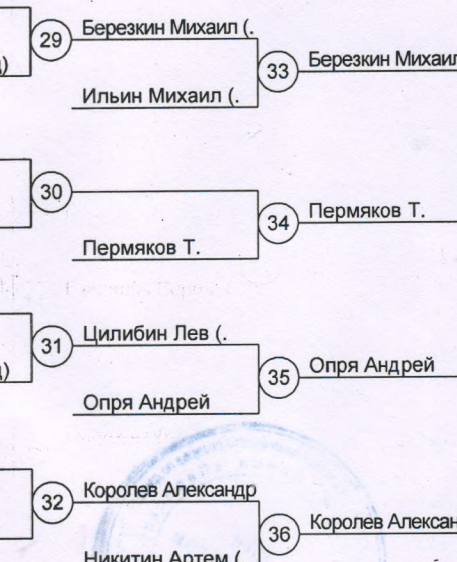 29 Березкин Михаил (.
33 Березкин Михаил
Ильин Михаил (.
30
34 Пермяков Т.
Пермяков Т.
31 Цилибин Лев (.
35 Опря Андрей
Опря Андрей
32 Королев Александр
36 Королев Алексан
Никитин Артем (